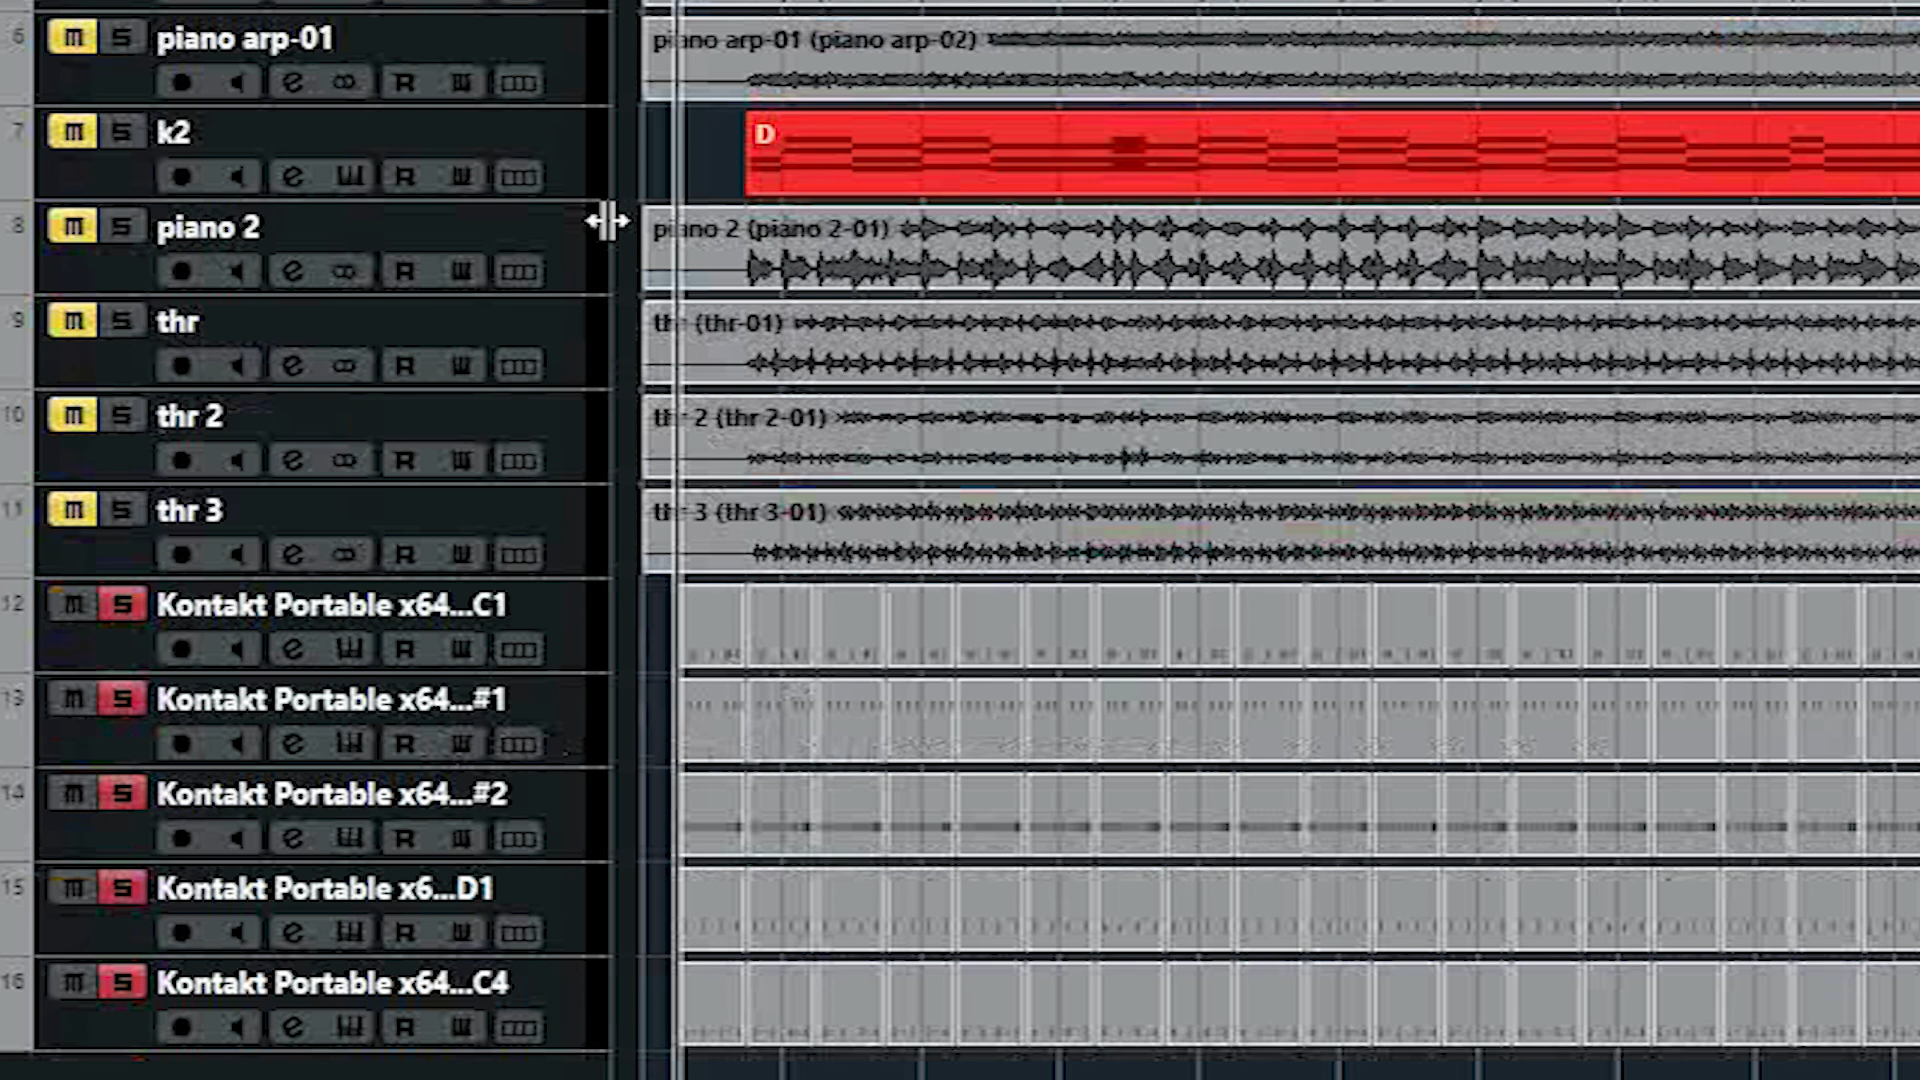 6 m S piano arp-01
e R
piano arp-01 (piano arp-02)
7 m S k2
e R
D
8 m S piano 2
e R
piano 2 (piano 2-01)
9 m S thr
e R
thr (thr-01)
10 m S thr 2
e R
thr 2 (thr 2-01)
11 m S thr 3
e R
thr 3 (thr 3-01)
12 m S Kontakt Portable x64...C1
e R
13 m S Kontakt Portable x64...#1
e R
14 m S Kontakt Portable x64...#2
e R
15 m S Kontakt Portable x6...D1
e R
16 m S Kontakt Portable x64...C4
e R